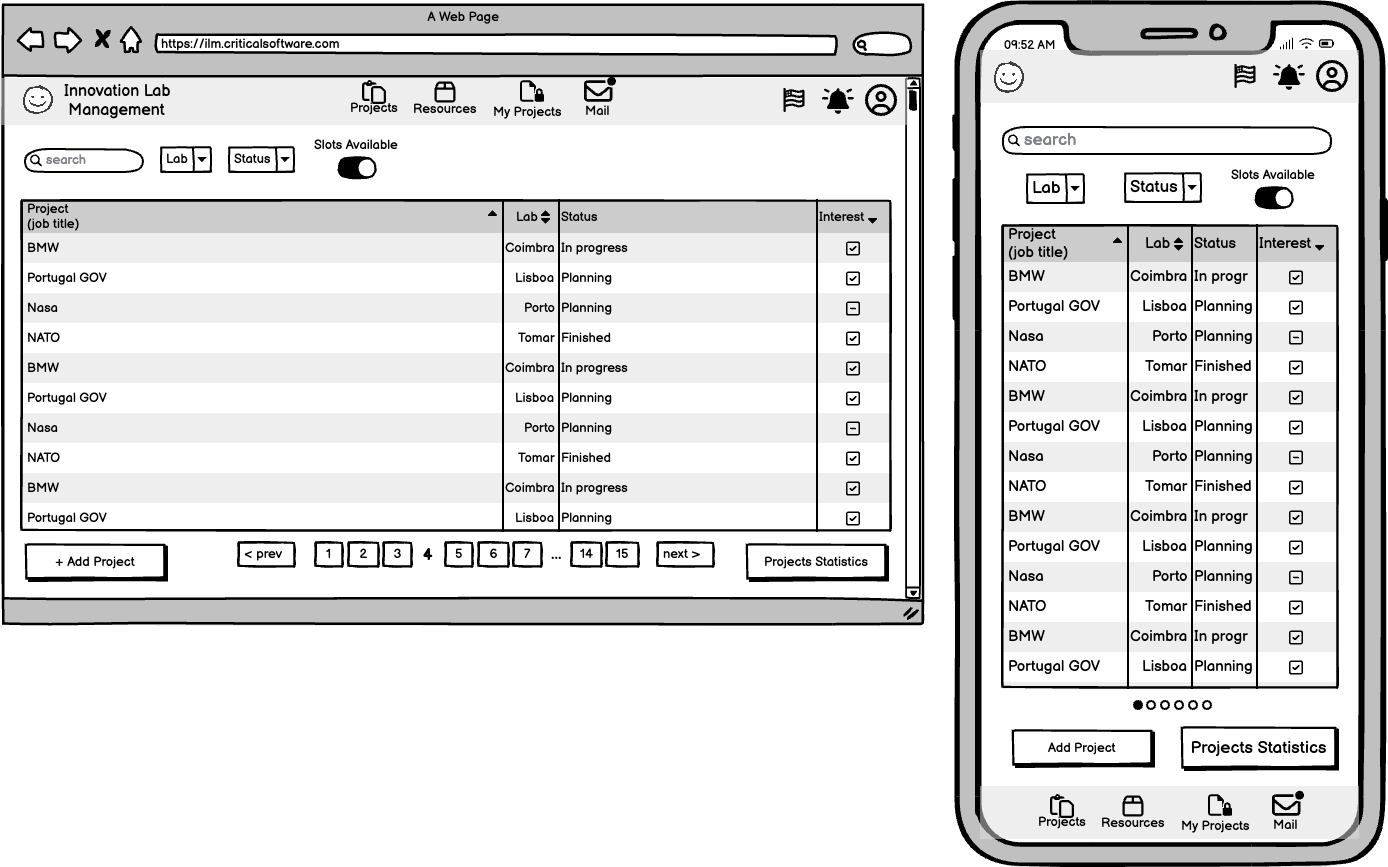 A Web Page
https://ilm.criticalsoftware.com
Innovation Lab
Management
Projects
Resources
My Projects
Mail
search
Lab
Status
Slots Available
Project
(job title)
Lab
Status
Interest
BMW Coimbra In progress
Portugal GOV Lisboa Planning
Nasa Porto Planning
NATO Tomar Finished
BMW Coimbra In progress
Portugal GOV Lisboa Planning
Nasa Porto Planning
NATO Tomar Finished
BMW Coimbra In progress
Portugal GOV Lisboa Planning
+ Add Project
< prev 1 2 3 4 5 6 7 ... 14 15 next >
Projects Statistics
09:52 AM
search
Lab
Status
Slots Available
Project
(job title)
Lab
Status
Interest
BMW Coimbra In progr
Portugal GOV Lisboa Planning
Nasa Porto Planning
NATO Tomar Finished
BMW Coimbra In progr
Portugal GOV Lisboa Planning
Nasa Porto Planning
NATO Tomar Finished
BMW Coimbra In progr
Portugal GOV Lisboa Planning
Nasa Porto Planning
NATO Tomar Finished
BMW Coimbra In progr
Portugal GOV Lisboa Planning
Add Project
Projects Statistics
Projects
Resources
My Projects
Mail